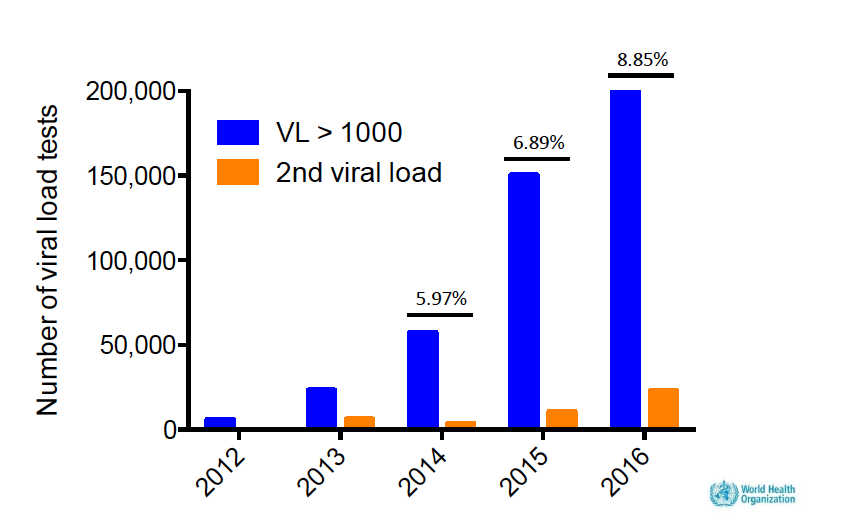 8.85%
200,000
VL > 1000
6.89%
2nd viral load
150,000
Number of viral load tests
100,000
5.97%
50,000
0
2012
2013
2014
2015
2016
World Health
Organization